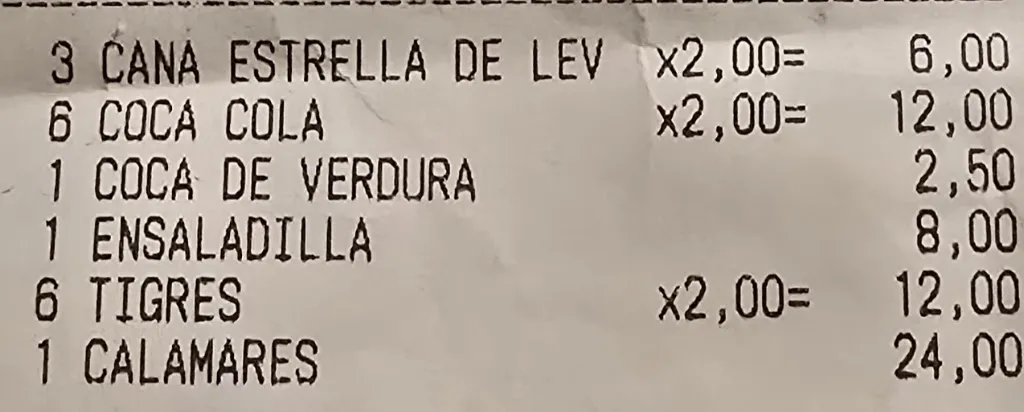 3 CANA ESTRELLA DE LEV x2,00= 6,00
6 COCA COLA x2,00= 12,00
1 COCA DE VERDURA 2,50
1 ENSALADILLA 8,00
6 TIGRES x2,00= 12,00
1 CALAMARES 24,00